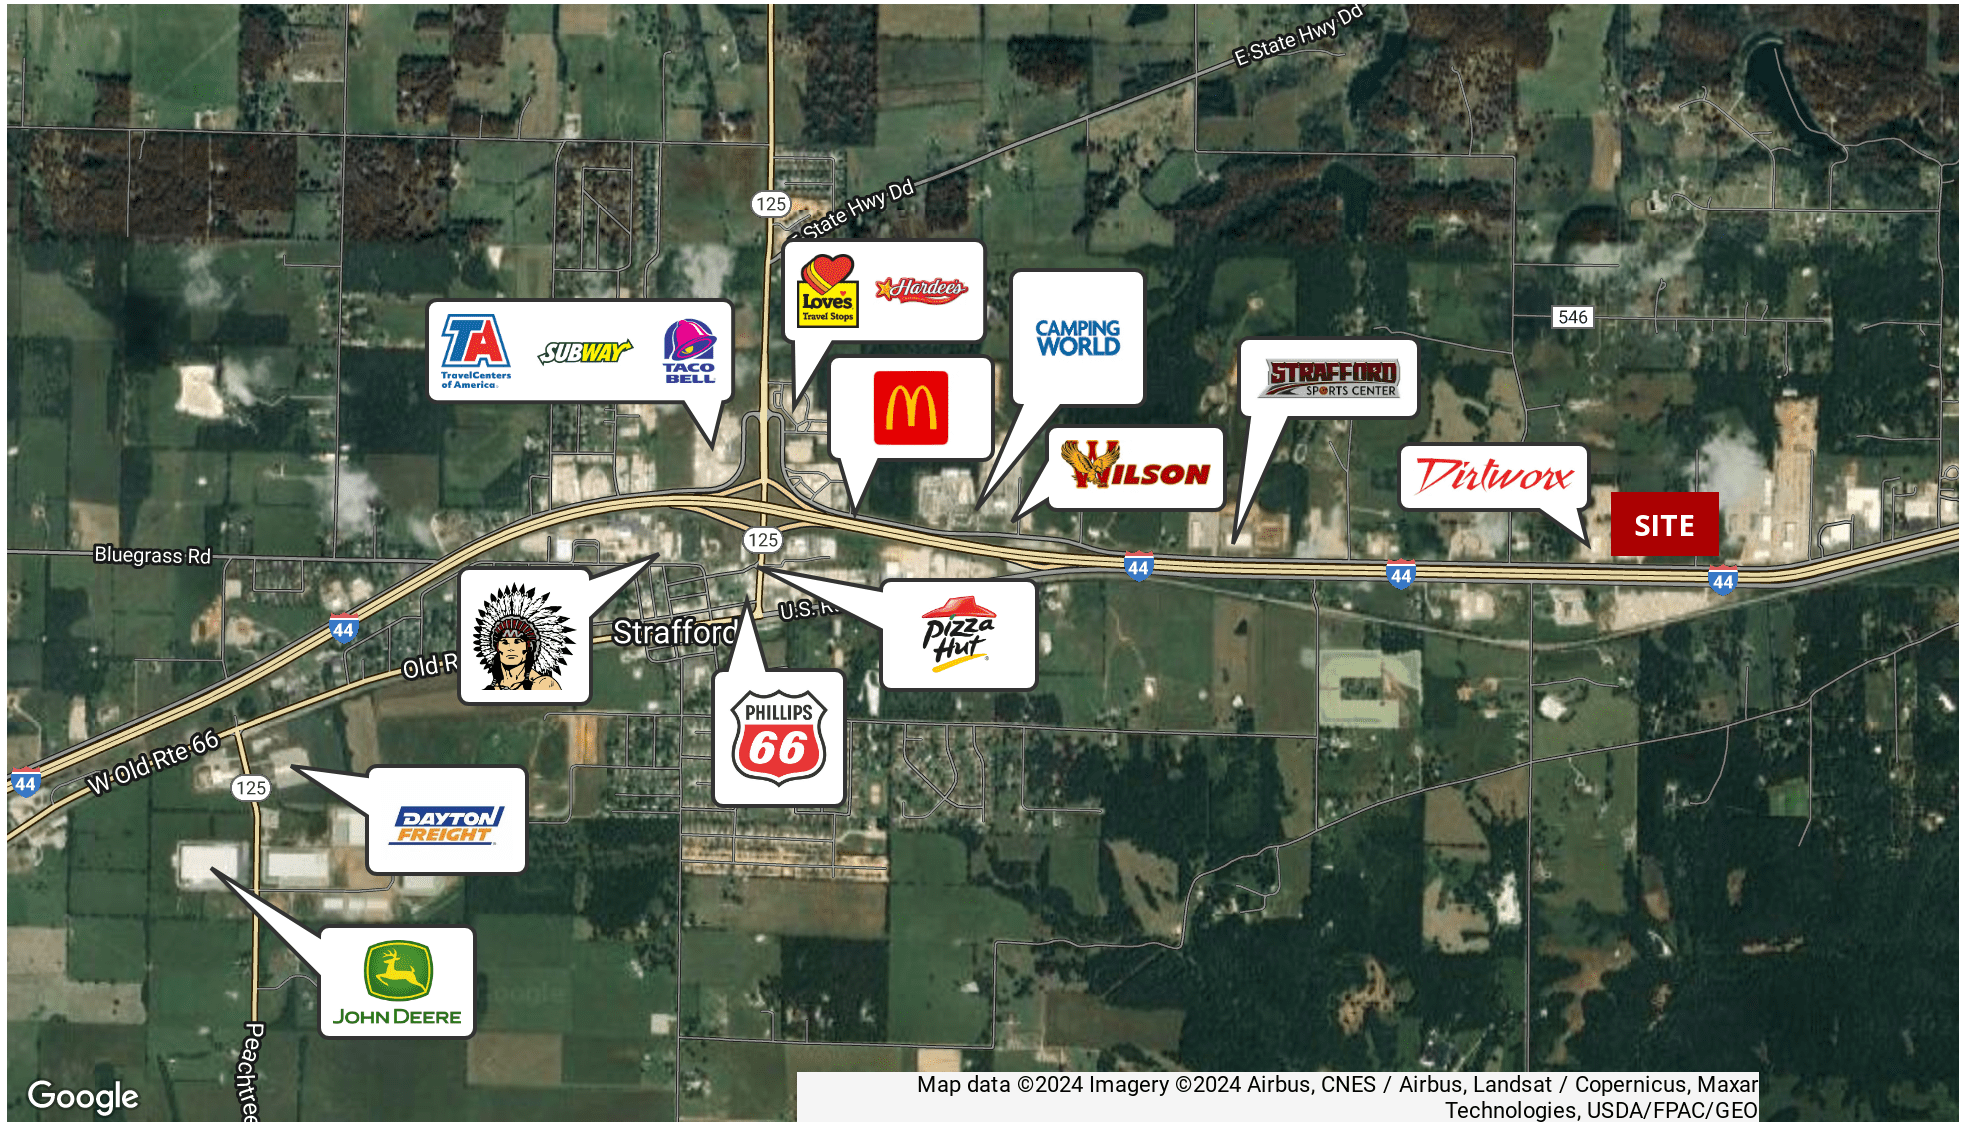 E State Hwy Dd
125
E State Hwy Dd
Love's
Travel Stops
Hardee's
CAMPING
WORLD
546
TA
TravelCenters
of America
SUBWAY
TACO
BELL
M
STRAFFORD
SPORTS CENTER
WILSON
Dirtworx
SITE
125
Bluegrass Rd
44
44
44
44
U.S. R
Strafford
Pizza
Hut
Old R
PHILLIPS
66
W Old Rte 66
44
125
DAYTON
FREIGHT
JOHN DEERE
Peachtree
Google
Google
Map data ©2024 Imagery ©2024 Airbus, CNES / Airbus, Landsat / Copernicus, Maxar
Technologies, USDA/FPAC/GEO